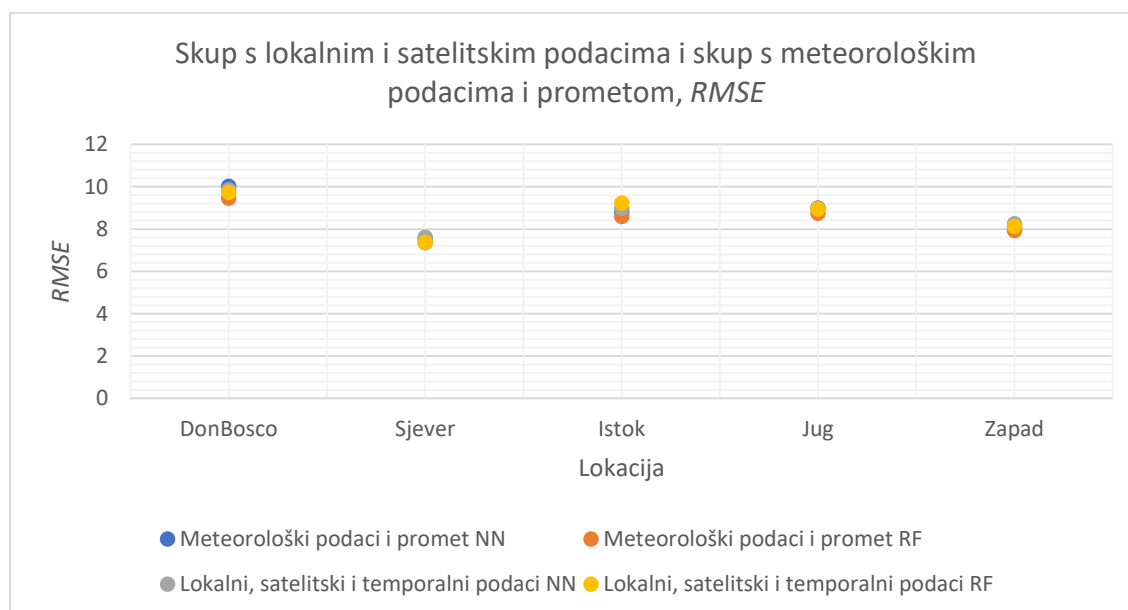 Skup s lokalnim i satelitskim podacima i skup s meteorološkim
podacima i prometom, RMSE
12
10
8
6
4
2
0
RMSE
DonBosco Sjever Istok Jug Zapad
Lokacija
Meteorološki podaci i promet NN Meteorološki podaci i promet RF
Lokalni, satelitski i temporalni podaci NN Lokalni, satelitski i temporalni podaci RF